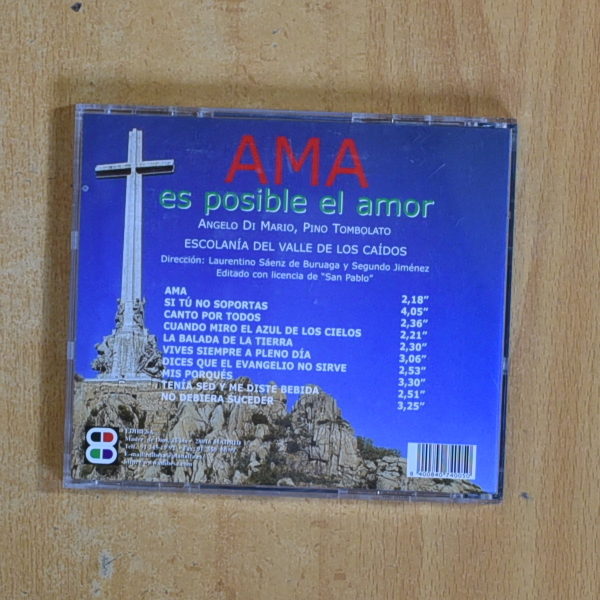 AMA
es posible el amor
ANGELO DI MARIO, PINO TOMBOLATO
ESCOLANÍA DEL VALLE DE LOS CAÍDOS
Dirección: Laurentino Sáenz de Buruaga y Segundo Jiménez
Editado con licencia de “San Pablo”
AMA 2,18”
SI TÚ NO SOPORTAS 4,05”
CANTO POR TODOS 2,36”
CUANDO MIRO EL AZUL DE LOS CIELOS 2,21”
LA BALADA DE LA TIERRA 2,30”
VIVES SIEMPRE A PLENO DÍA 3,06”
DICES QUE EL EVANGELIO NO SIRVE 2,53”
MIS PORQUÉS 3,30”
TENÍA SED Y ME DISTE BEBIDA 2,51”
NO DEBIERA SUCEDER 3,25”
EDIBESA